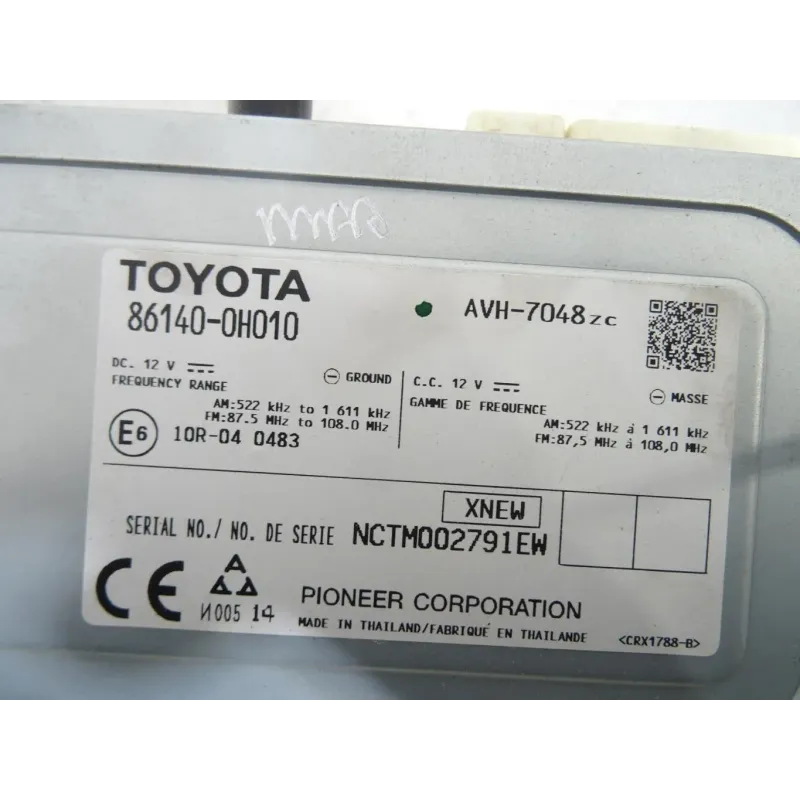 TOYOTA
86140-0H010
AVH-7048zc
DC. 12 V
GROUND
FREQUENCY RANGE
AM:522 kHz to 1 611 kHz
FM:87.5 MHz to 108.0 MHz
E6 10R-04 0483
C.C. 12 V
MASSE
GAMME DE FREQUENCE
AM:522 kHz á 1 611 kHz
FM:87,5 MHz á 108,0 MHz
XNEW
SERIAL NO./ NO. DE SERIE NCTM002791EW
CE
N005 14
PIONEER CORPORATION
MADE IN THAILAND/FABRIQUÉ EN THAILANDE
<CRX1788-B>